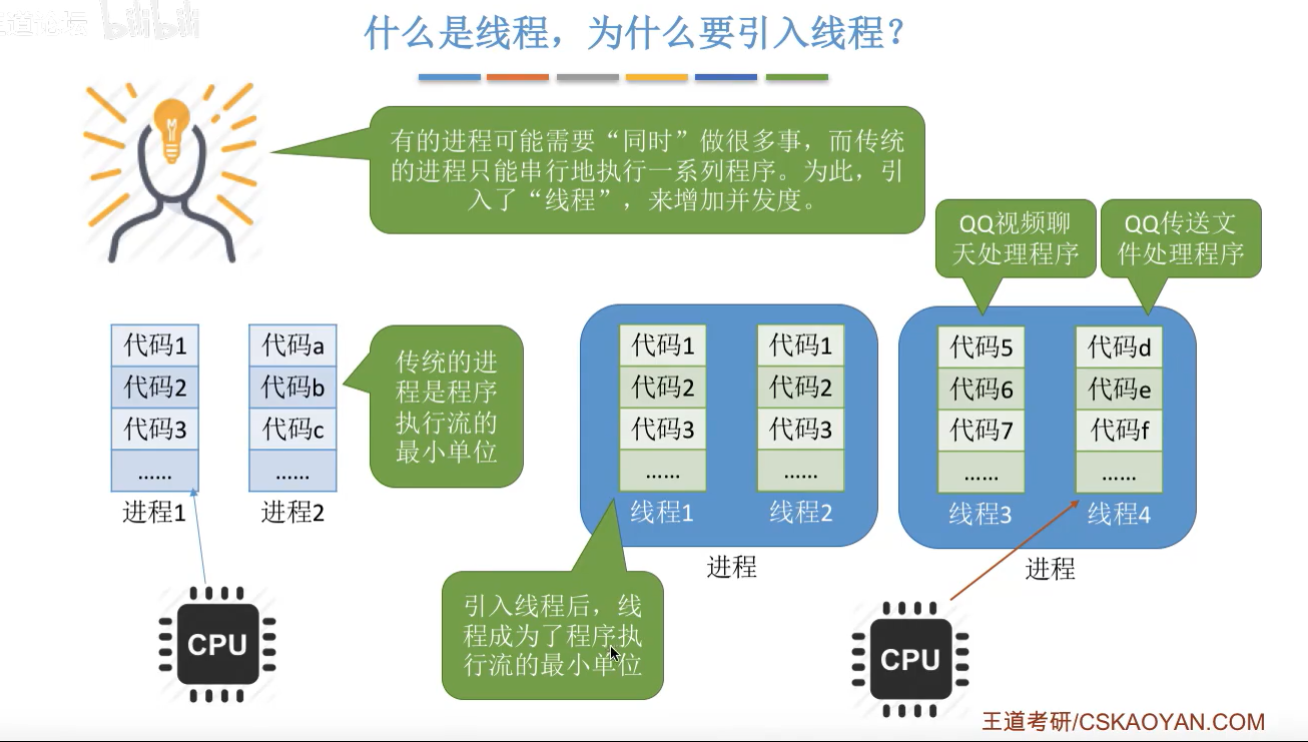 什么是线程，为什么要引入线程？
有的进程可能需要“同时”做很多事，而传统
的进程只能串行地执行一系列程序。为此，引
入了“线程”，来增加并发度。
QQ视频聊
天处理程序
QQ传送文
件处理程序
代码1
代码2
代码3
……
进程1
代码a
代码b
代码c
……
进程2
传统的进
程是程序
执行流的
最小单位
代码1
代码2
代码3
……
线程1
代码1
代码2
代码3
……
线程2
进程
代码5
代码6
代码7
……
线程3
代码d
代码e
代码f
……
线程4
进程
引入线程后，线
程成为了程序执
行流的最小单位
CPU
CPU
王道考研/CSKAOYAN.COM